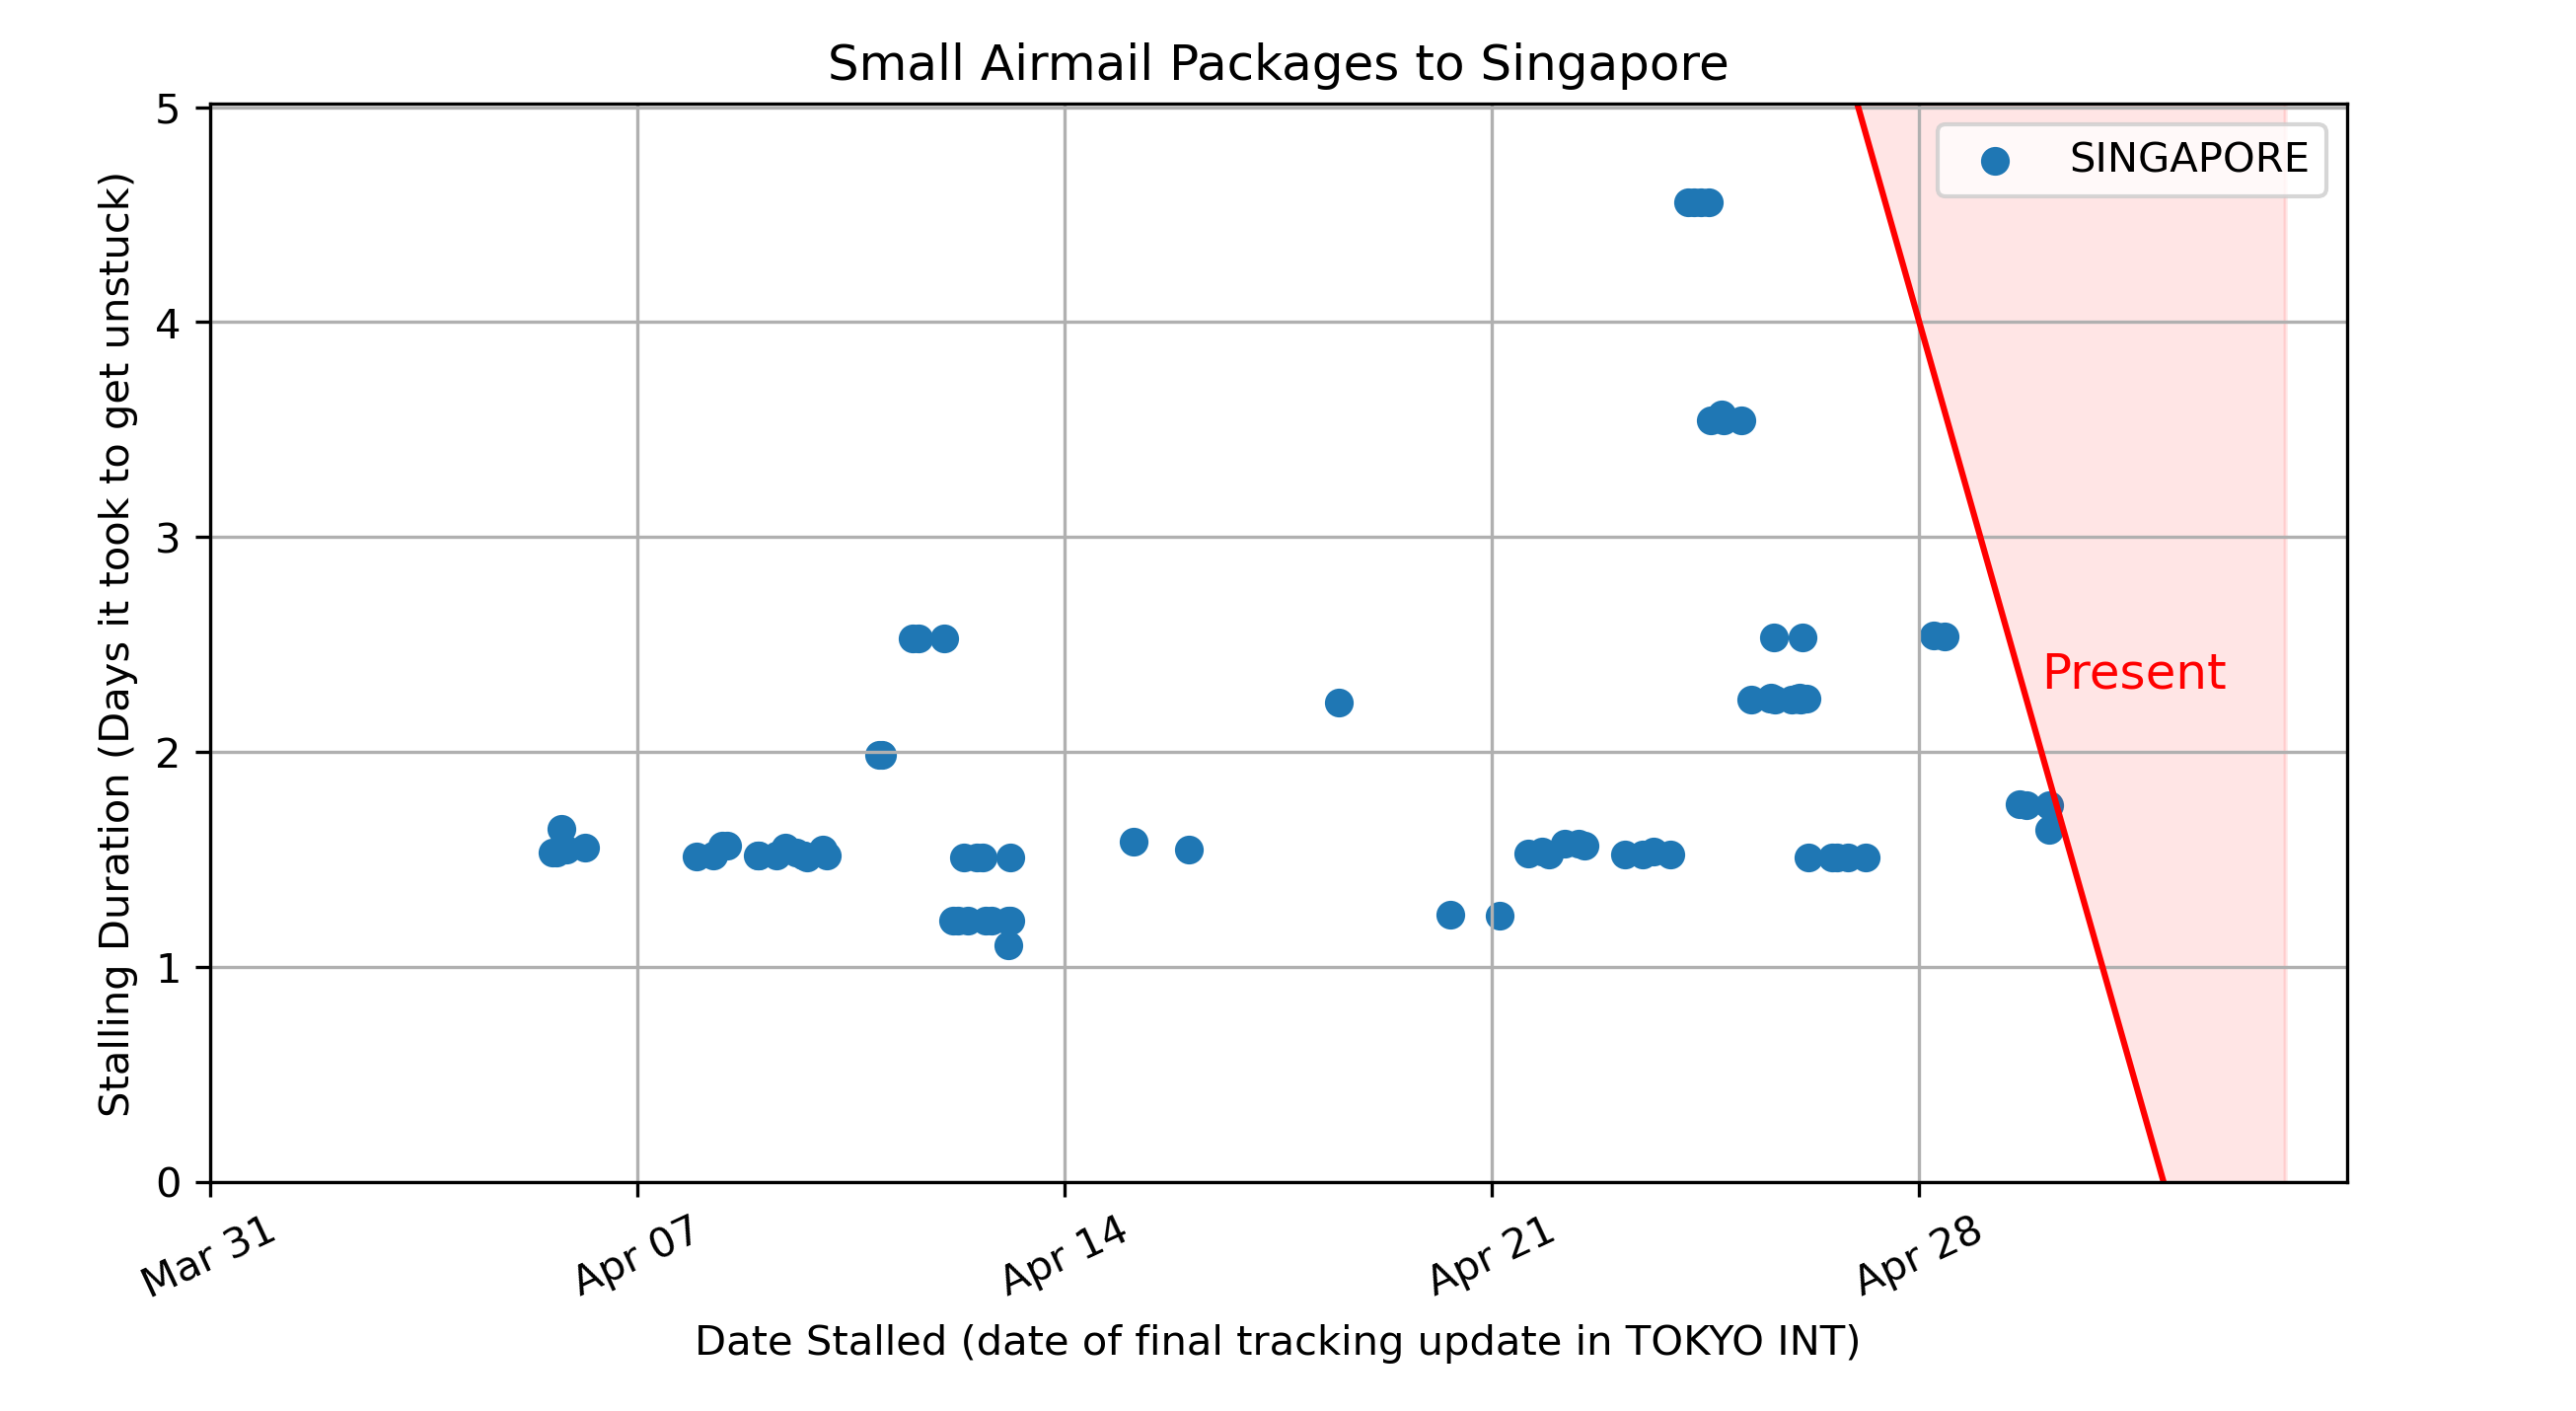 Small Airmail Packages to Singapore
SINGAPORE
Stalling Duration (Days it took to get unstuck)
5
4
3
2
1
0
Present
Mar 31
Apr 07
Apr 14
Apr 21
Apr 28
Date Stalled (date of final tracking update in TOKYO INT)